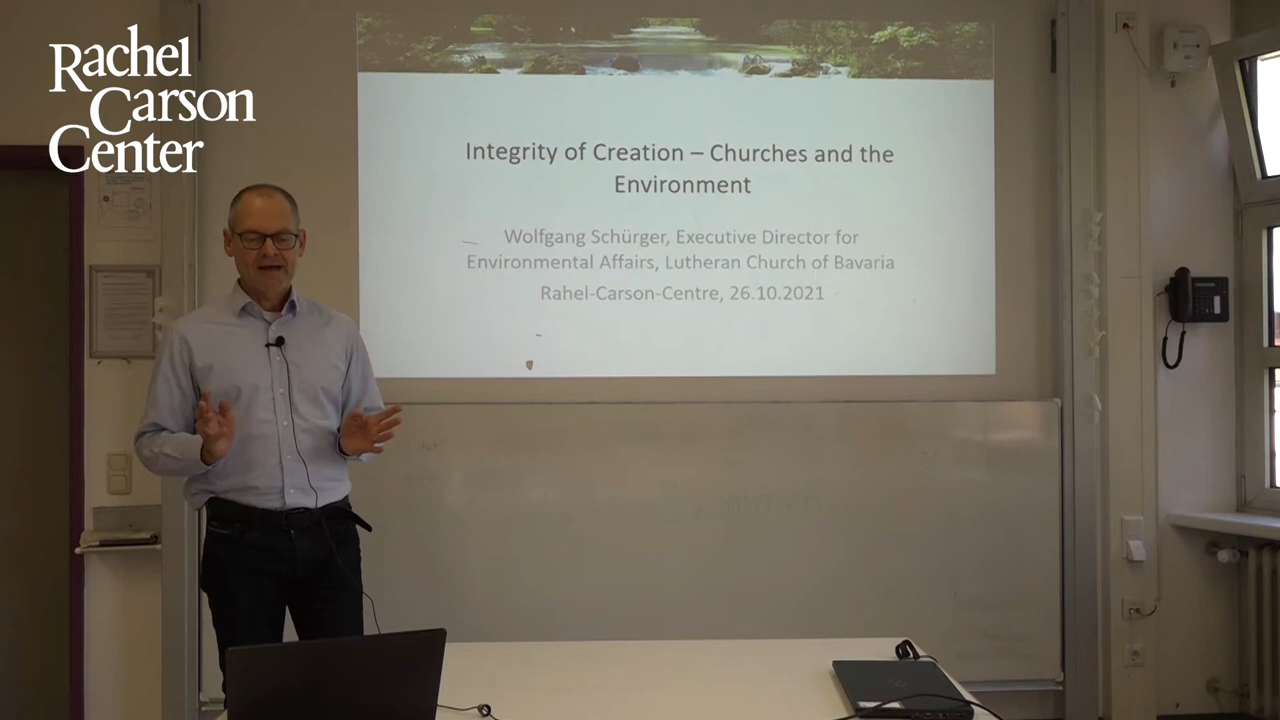 Rachel
Carson
Center
Integrity of Creation – Churches and the
Environment
Wolfgang Schürger, Executive Director for
Environmental Affairs, Lutheran Church of Bavaria
Rahel-Carson-Centre, 26.10.2021